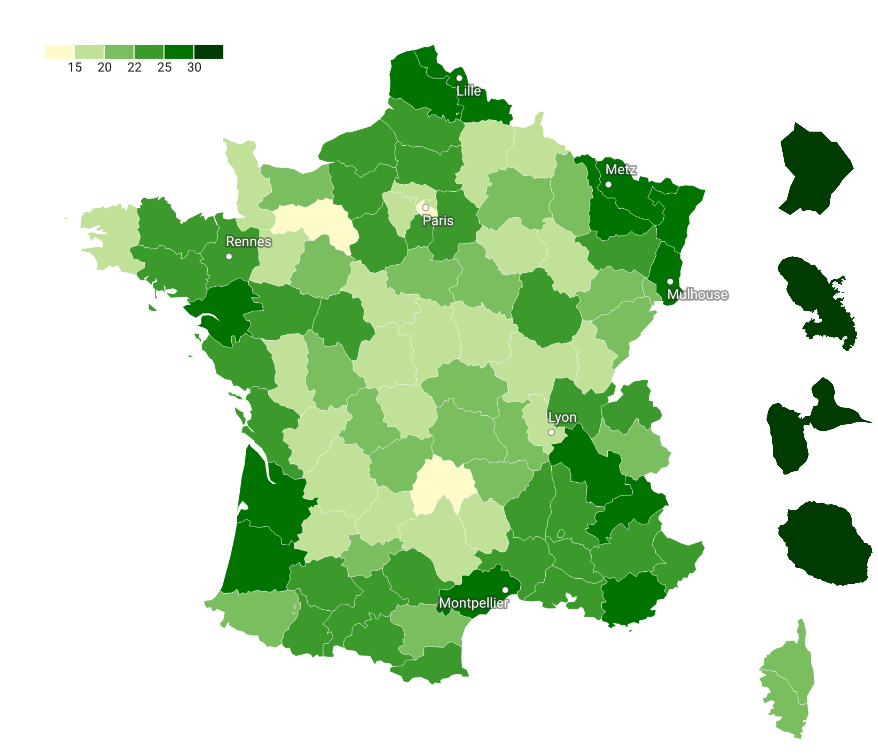 15 20 22 25 30
Lille
Metz
Paris
Rennes
Mulhouse
Lyon
Montpellier